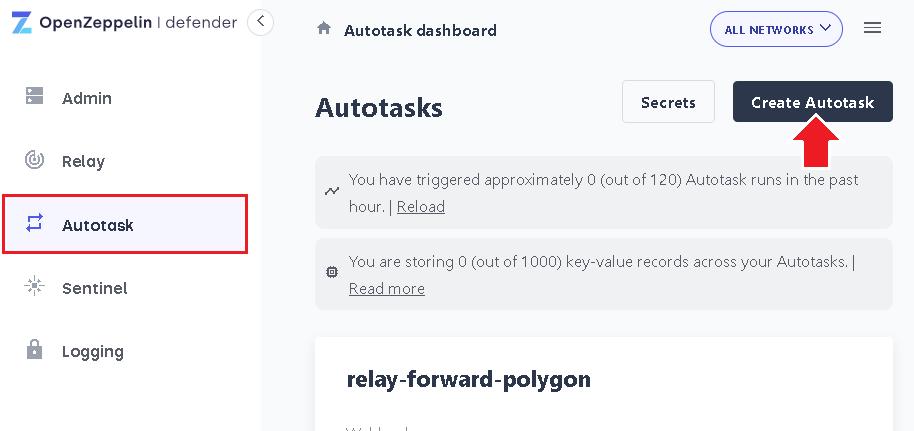 OpenZeppelin | defender
Admin
Relay
Autotask
Sentinel
Logging
Autotask dashboard
ALL NETWORKS
Autotasks
Secrets
Create Autotask
You have triggered approximately 0 (out of 120) Autotask runs in the past
hour. | Reload
You are storing 0 (out of 1000) key-value records across your Autotasks. |
Read more
relay-forward-polygon